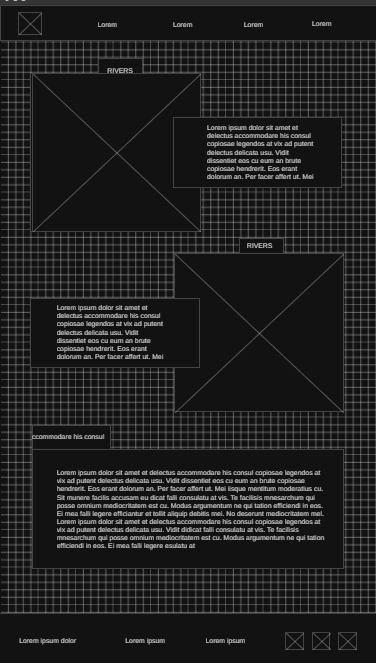 Lorem Lorem Lorem Lorem
RIVERS
Lorem ipsum dolor sit amet et
delectus accommodare his consul
copiosae legendos at vix ad putent
delectus delicata usu. Vidit
dissentiet eos cu eum an brute
copiosae hendrerit. Eos erant
dolorum an. Per facer affert ut. Mei
RIVERS
Lorem ipsum dolor sit amet et
delectus accommodare his consul
copiosae legendos at vix ad putent
delectus delicata usu. Vidit
dissentiet eos cu eum an brute
copiosae hendrerit. Eos erant
dolorum an. Per facer affert ut. Mei
ccommodare his consul
Lorem ipsum dolor sit amet et delectus accommodare his consul copiosae legendos at
vix ad putent delectus delicata usu. Vidit dissentiet eos cu eum an brute copiosae
hendrerit. Eos erant dolorum an. Per facer affert ut. Mei iisque mentitum moderatius cu.
Sit munere facilis accusam eu dicat falli consulatu at vis. Te facilisis mnesarchum qui
posse omnium mediocritatem est cu. Modus argumentum ne qui tation efficiendi in eos.
Ei mea falli legere efficiantur et tollit aliquip debitis mei. No deserunt mediocritatem mel.
Lorem ipsum dolor sit amet et delectus accommodare his consul copiosae legendos at
vix ad putent delectus delicata usu. Vidit didicat falli consulatu at vis. Te facilisis
mnesarchum qui posse omnium mediocritatem est cu. Modus argumentum ne qui tation
efficiendi in eos. Ei mea falli legere esulatu at
Lorem ipsum dolor Lorem ipsum Lorem ipsum